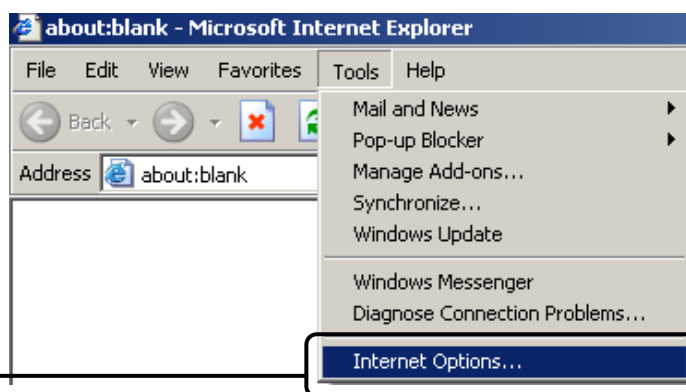 about:blank - Microsoft Internet Explorer
File Edit View Favorites Tools Help
Back
Address about:blank
Mail and News
Pop-up Blocker
Manage Add-ons...
Synchronize...
Windows Update
Windows Messenger
Diagnose Connection Problems...
Internet Options...